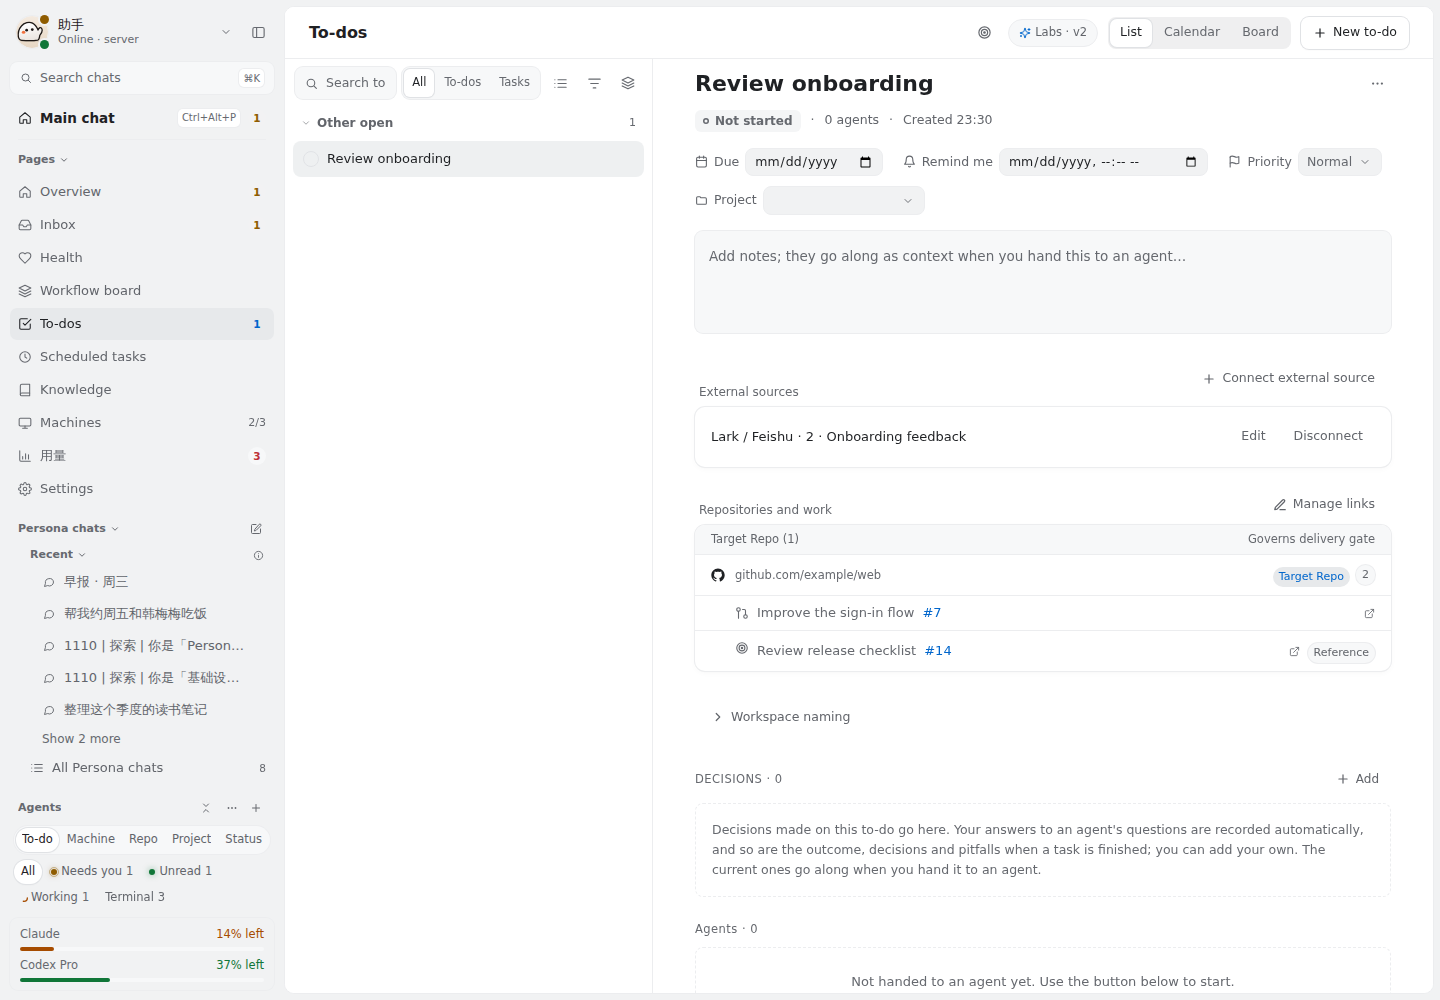 助手
Online · server
Search chats
⌘K
Main chat
Ctrl+Alt+P
1
Pages
Overview
1
Inbox
1
Health
Workflow board
To-dos
1
Scheduled tasks
Knowledge
Machines
2/3
用量
3
Settings
Persona chats
Recent
早报 · 周三
帮我约周五和韩梅梅吃饭
1110 | 探索 | 你是「Person…
1110 | 探索 | 你是「基础设…
整理这个季度的读书笔记
Show 2 more
All Persona chats
8
Agents
To-do
Machine
Repo
Project
Status
All
Needs you 1
Unread 1
Working 1
Terminal 3
Claude
14% left
Codex Pro
37% left
To-dos
Labs · v2
List
Calendar
Board
New to-do
Search to
All
To-dos
Tasks
Other open
1
Review onboarding
Review onboarding
Not started
· 0 agents · Created 23:30
Due
mm/dd/yyyy
Remind me
mm/dd/yyyy, --:-- --
Priority
Normal
Project
Add notes; they go along as context when you hand this to an agent…
Connect external source
External sources
Lark / Feishu · 2 · Onboarding feedback
Edit
Disconnect
Manage links
Repositories and work
Target Repo (1)
Governs delivery gate
github.com/example/web
Target Repo
2
Improve the sign-in flow #7
Review release checklist #14
Reference
Workspace naming
DECISIONS · 0
Add
Decisions made on this to-do go here. Your answers to an agent's questions are recorded automatically,
and so are the outcome, decisions and pitfalls when a task is finished; you can add your own. The
current ones go along when you hand it to an agent.
Agents · 0
Not handed to an agent yet. Use the button below to start.